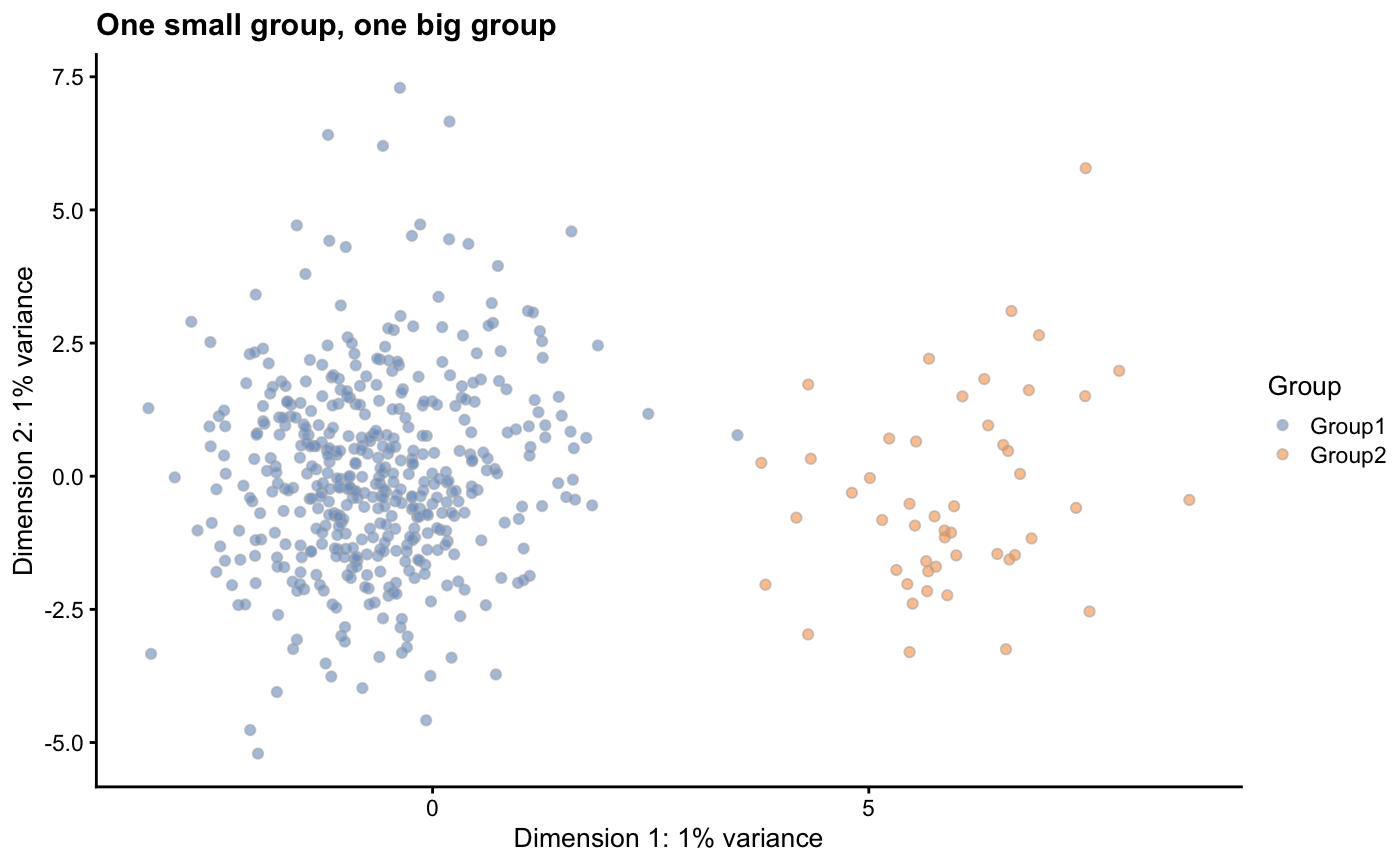 One small group, one big group
7.5
5.0
2.5
0.0
-2.5
-5.0
Dimension 2: 1% variance
0
5
Dimension 1: 1% variance
Group
Group1
Group2